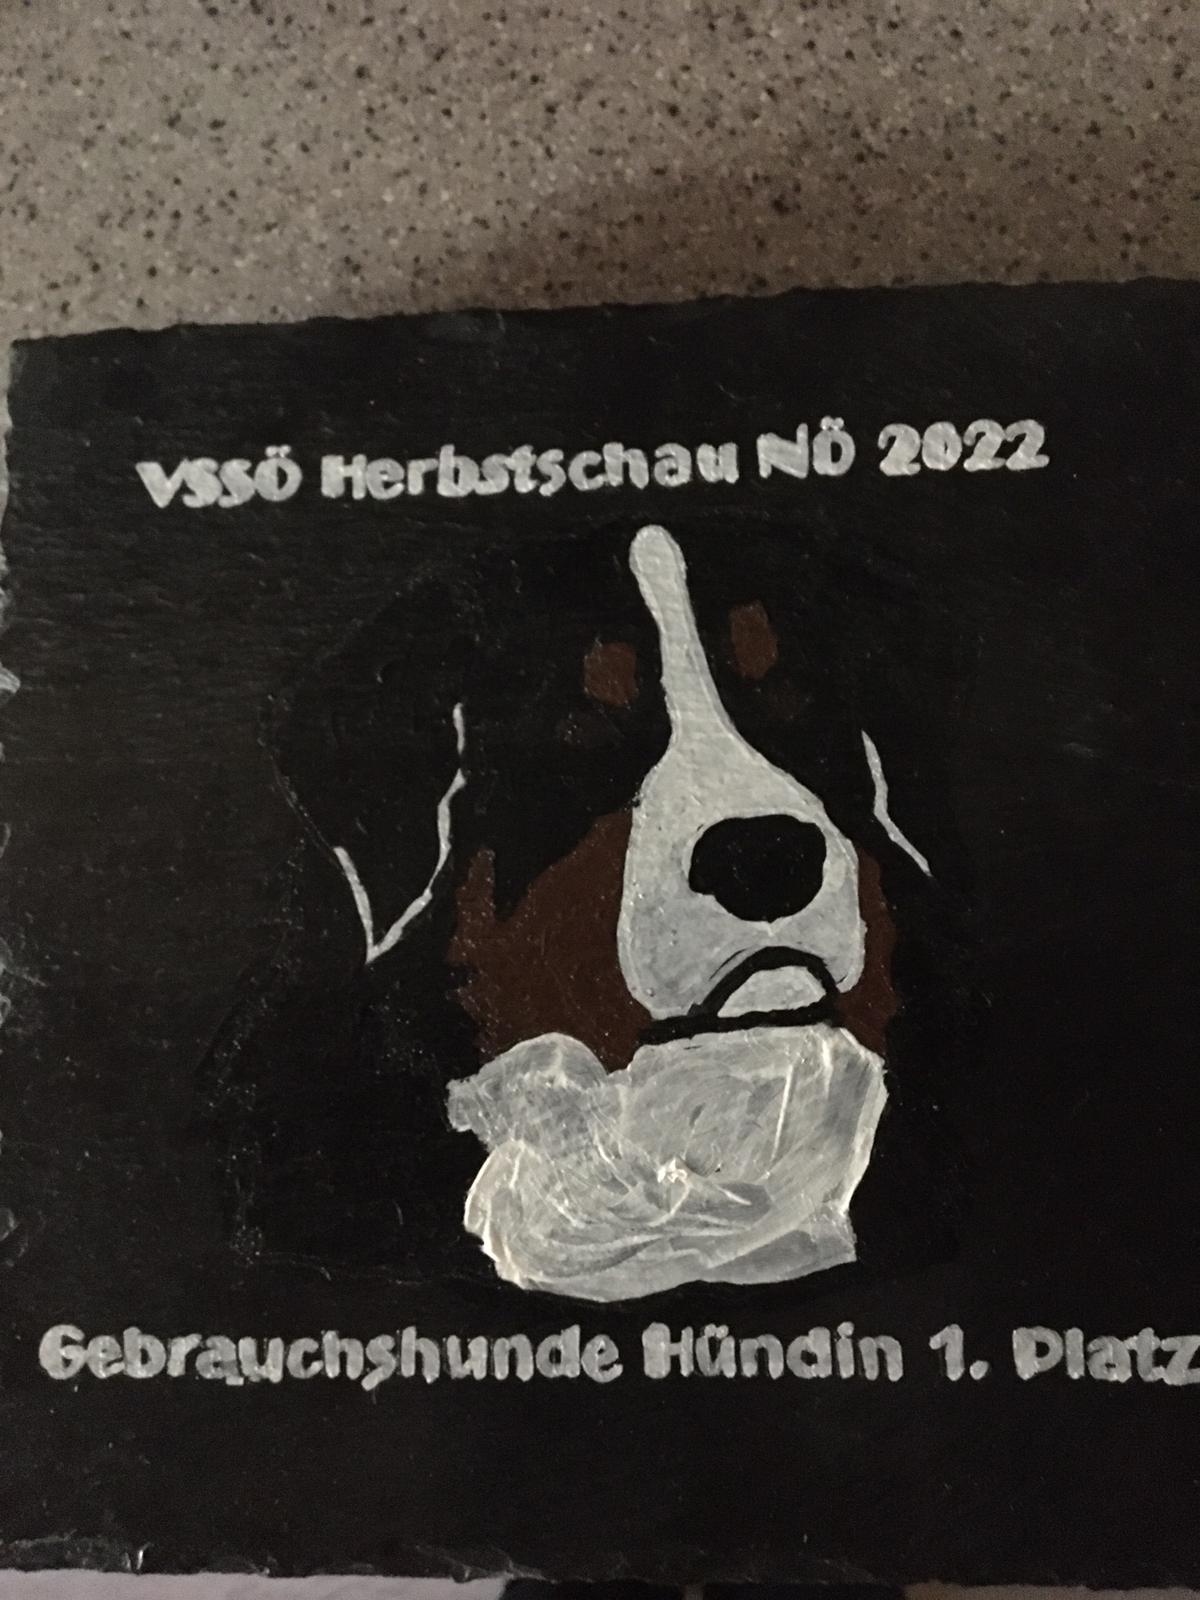 VSSÖ Herbstschau NÖ 2022
Gebrauchshunde Hündin 1. Platz